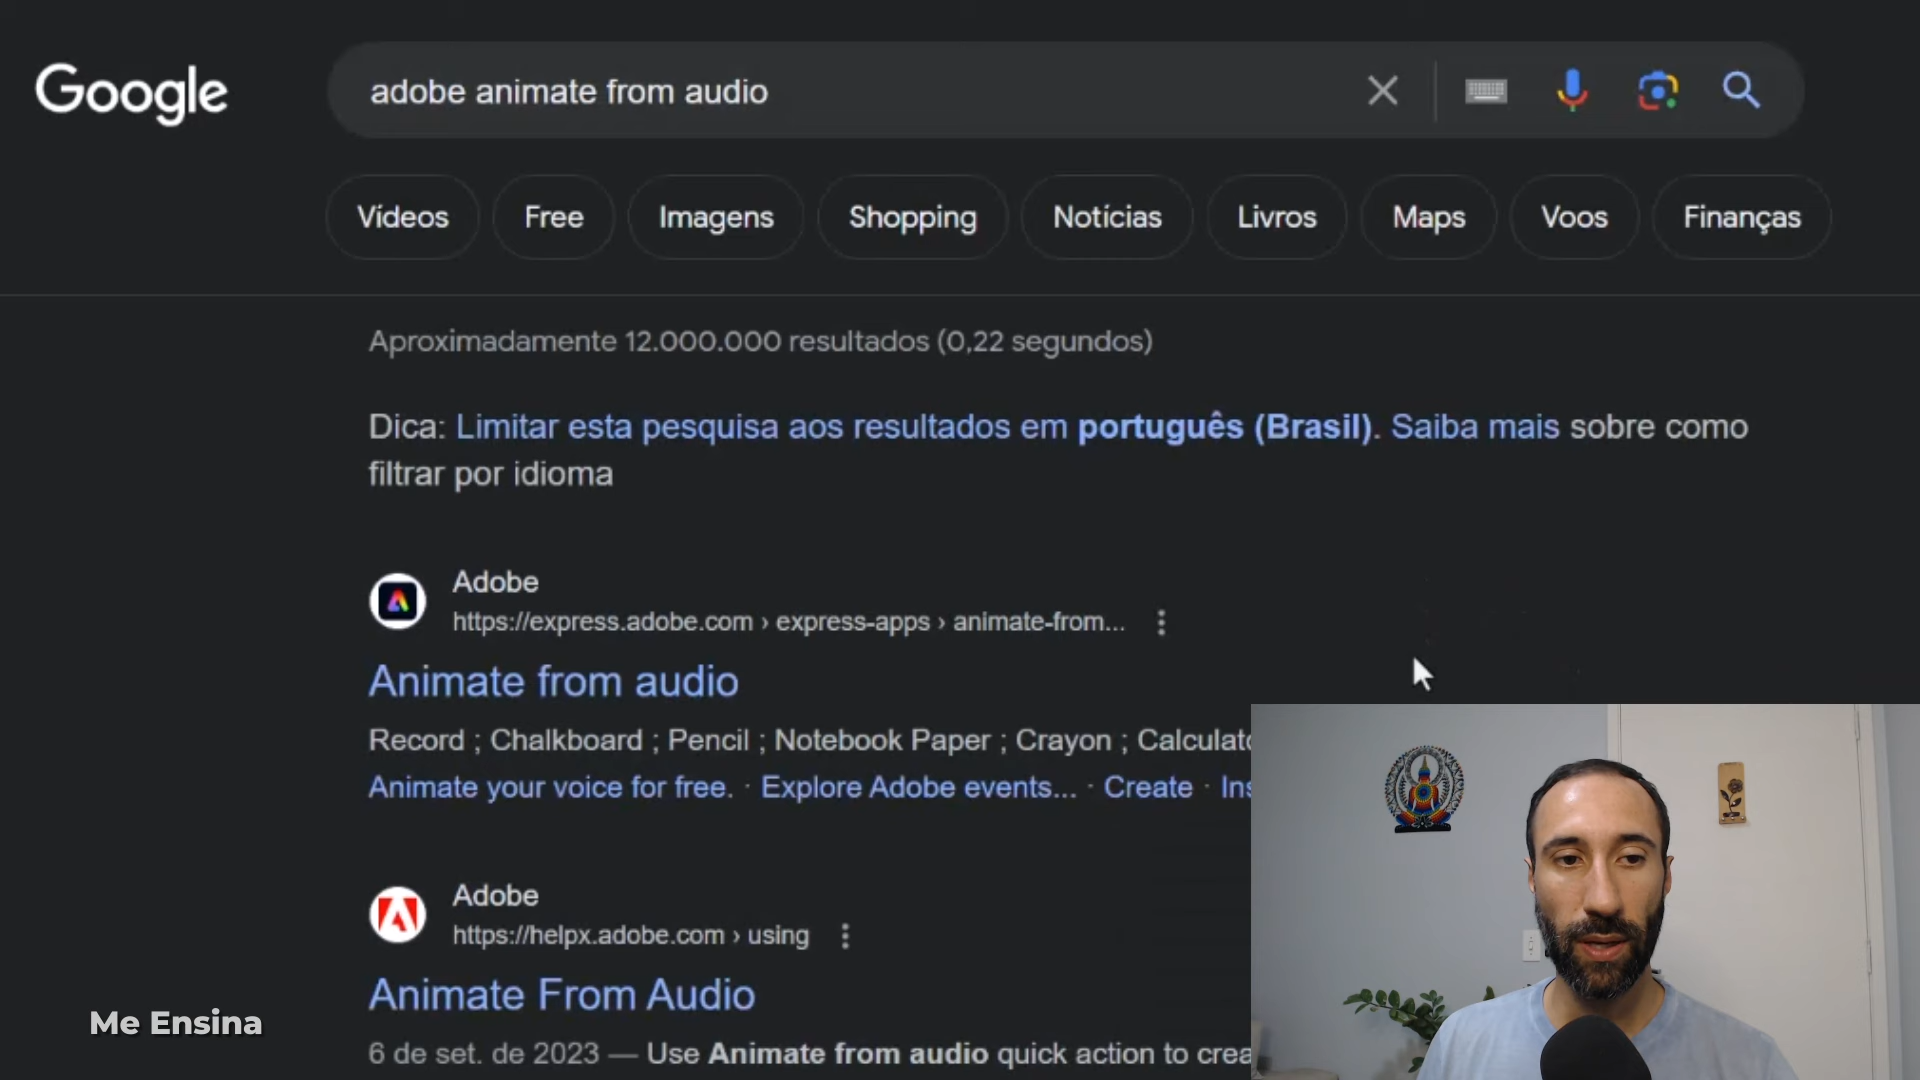 Google
adobe animate from audio
Vídeos
Free
Imagens
Shopping
Notícias
Livros
Maps
Voos
Finanças
Aproximadamente 12.000.000 resultados (0,22 segundos)
Dica: Limitar esta pesquisa aos resultados em português (Brasil). Saiba mais sobre como
filtrar por idioma
Adobe
https://express.adobe.com › express-apps › animate-from...
Animate from audio
Record ; Chalkboard ; Pencil ; Notebook Paper ; Crayon ;
Animate your voice for free. · Explore Adobe events... · Create ·
Adobe
https://helpx.adobe.com › using
Animate From Audio
6 de set. de 2023 — Use Animate from audio quick action to
Me Ensina